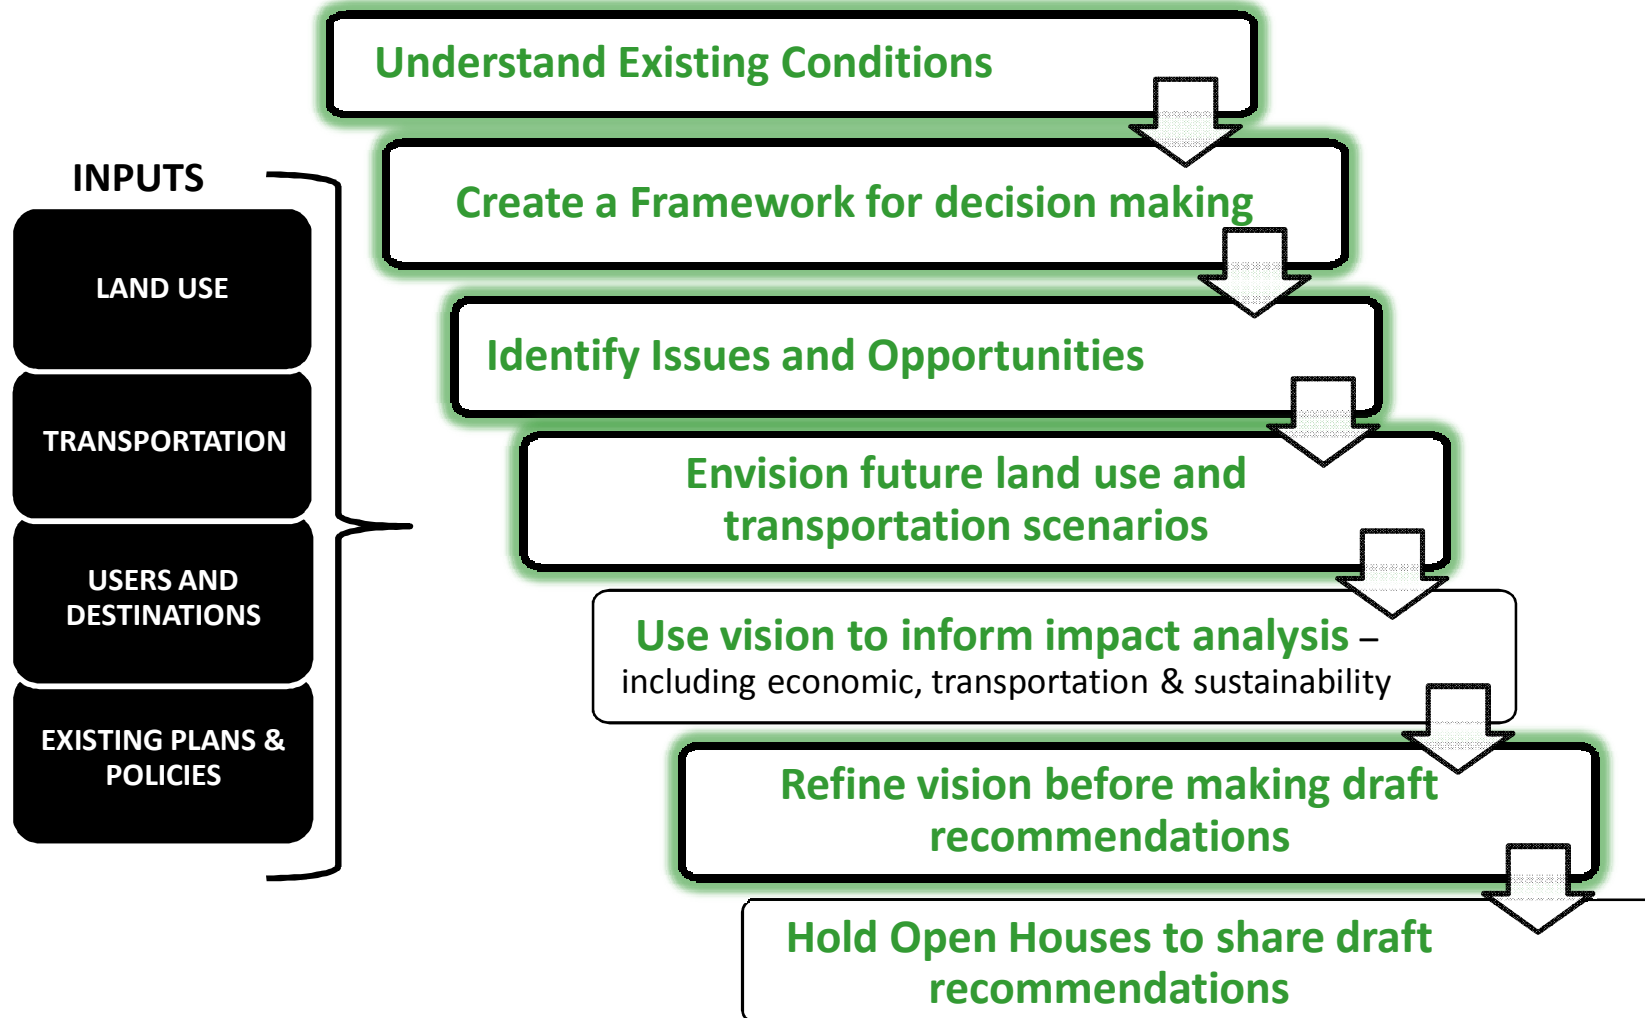 Understand Existing Conditions
Create a Framework for decision making
Identify Issues and Opportunities
Envision future land use and
transportation scenarios
Use vision to inform impact analysis –
including economic, transportation & sustainability
Refine vision before making draft
recommendations
Hold Open Houses to share draft
recommendations
INPUTS
LAND USE
TRANSPORTATION
USERS AND
DESTINATIONS
EXISTING PLANS &
POLICIES